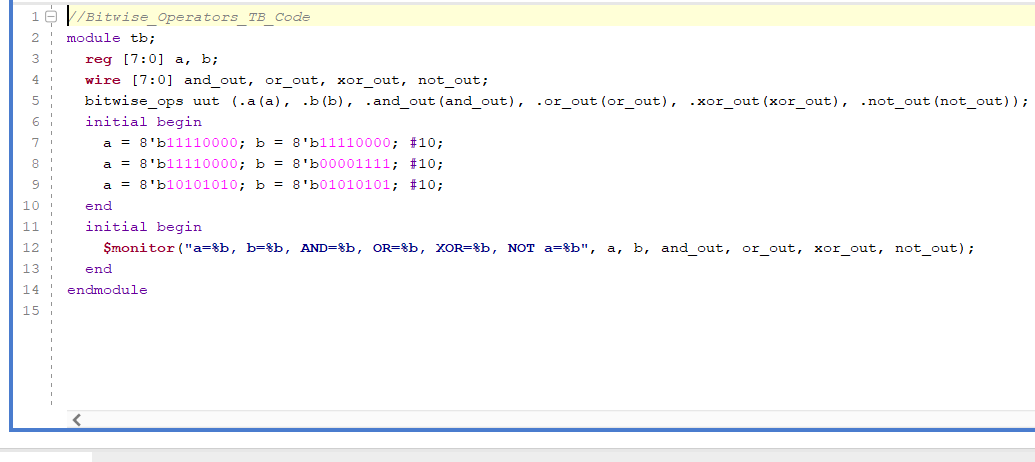 1 //Bitwise_Operators_TB_Code
2 module tb;
3 reg [7:0] a, b;
4 wire [7:0] and_out, or_out, xor_out, not_out;
5 bitwise_ops uut (.a(a), .b(b), .and_out(and_out), .or_out(or_out), .xor_out(xor_out), .not_out(not_out));
6 initial begin
7 a = 8'b11110000; b = 8'b11110000; #10;
8 a = 8'b11110000; b = 8'b00001111; #10;
9 a = 8'b10101010; b = 8'b01010101; #10;
10 end
11 initial begin
12 $monitor("a=%b, b=%b, AND=%b, OR=%b, XOR=%b, NOT a=%b", a, b, and_out, or_out, xor_out, not_out);
13 end
14 endmodule
15